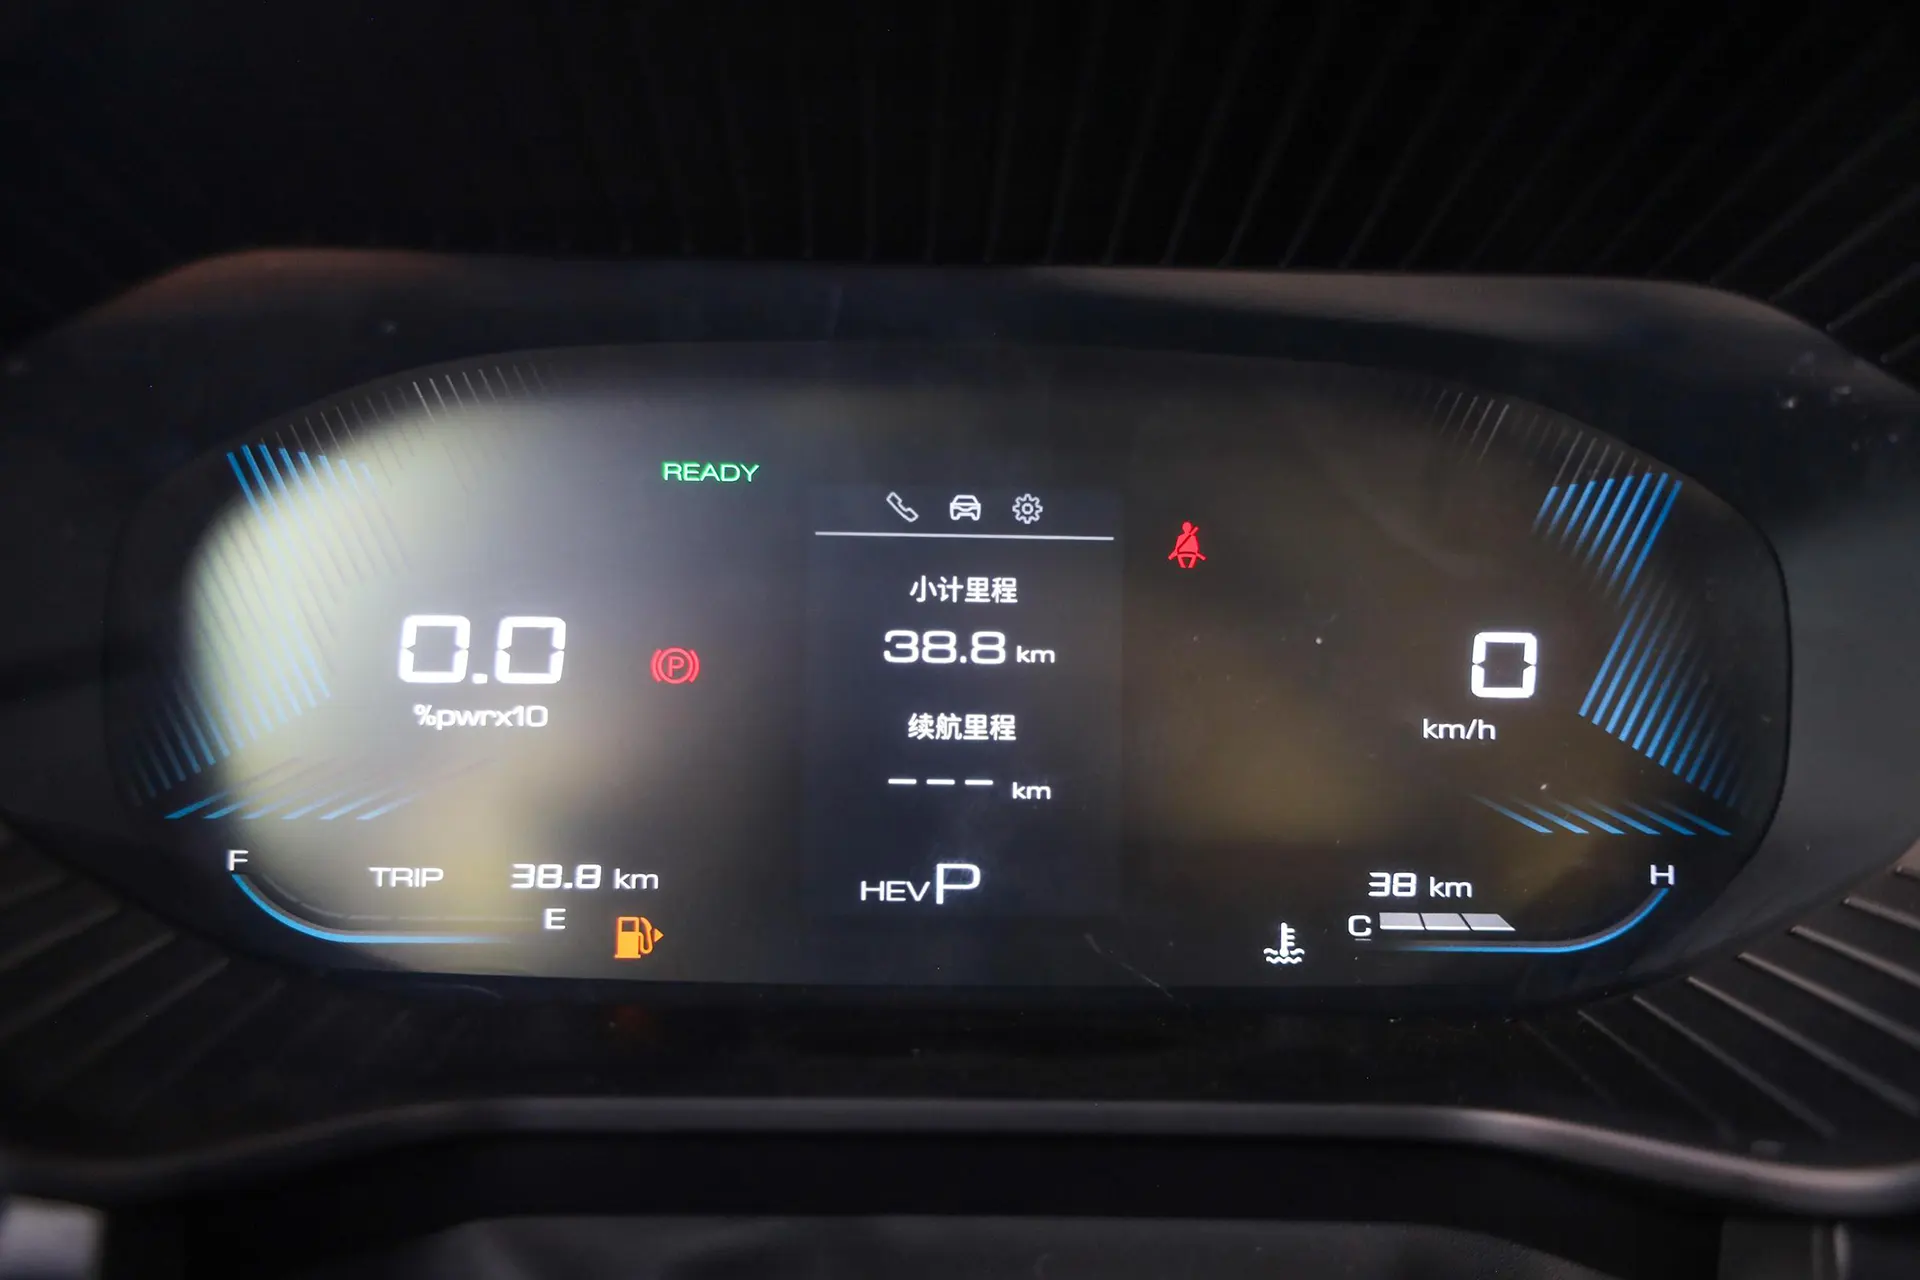 READY
小计里程
38.8 km
0.0
%pwrx10
P
0
km/h
续航里程
--- km
F
TRIP 38.8 km
E
HEV P
38 km
H
C